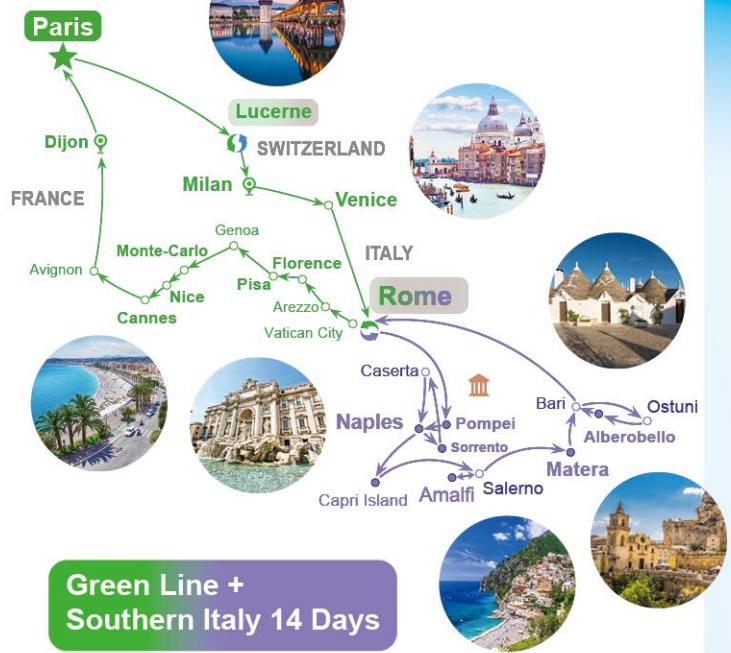 Paris
Lucerne
Dijon
SWITZERLAND
Milan
FRANCE
Venice
Genoa
ITALY
Monte-Carlo
Florence
Avignon
Nice
Pisa
Rome
Cannes
Arezzo
Vatican City
Caserta
Bari
Ostuni
Naples
Pompei
Alberobello
Sorrento
Matera
Capri Island
Amalfi
Salerno
Green Line +
Southern Italy 14 Days